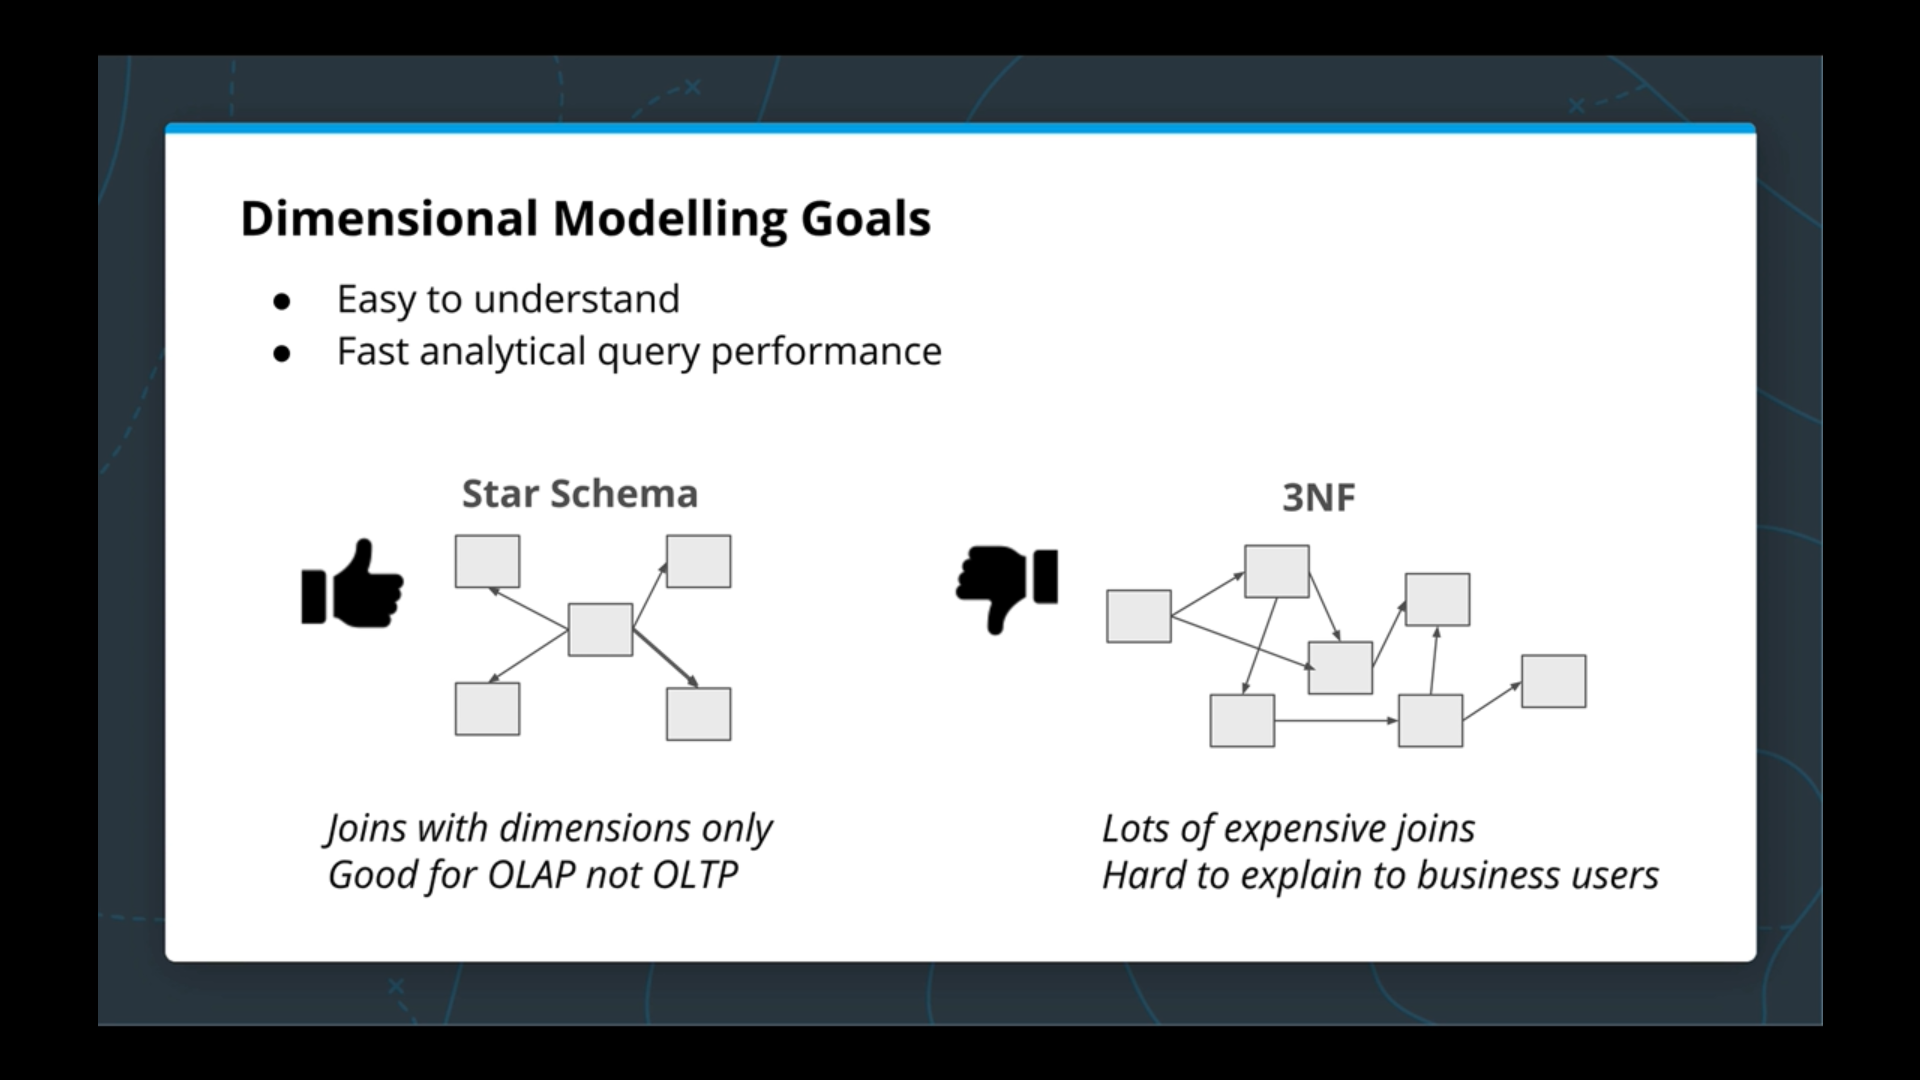 Dimensional Modelling Goals
● Easy to understand
● Fast analytical query performance
Star Schema
Joins with dimensions only
Good for OLAP not OLTP
3NF
Lots of expensive joins
Hard to explain to business users